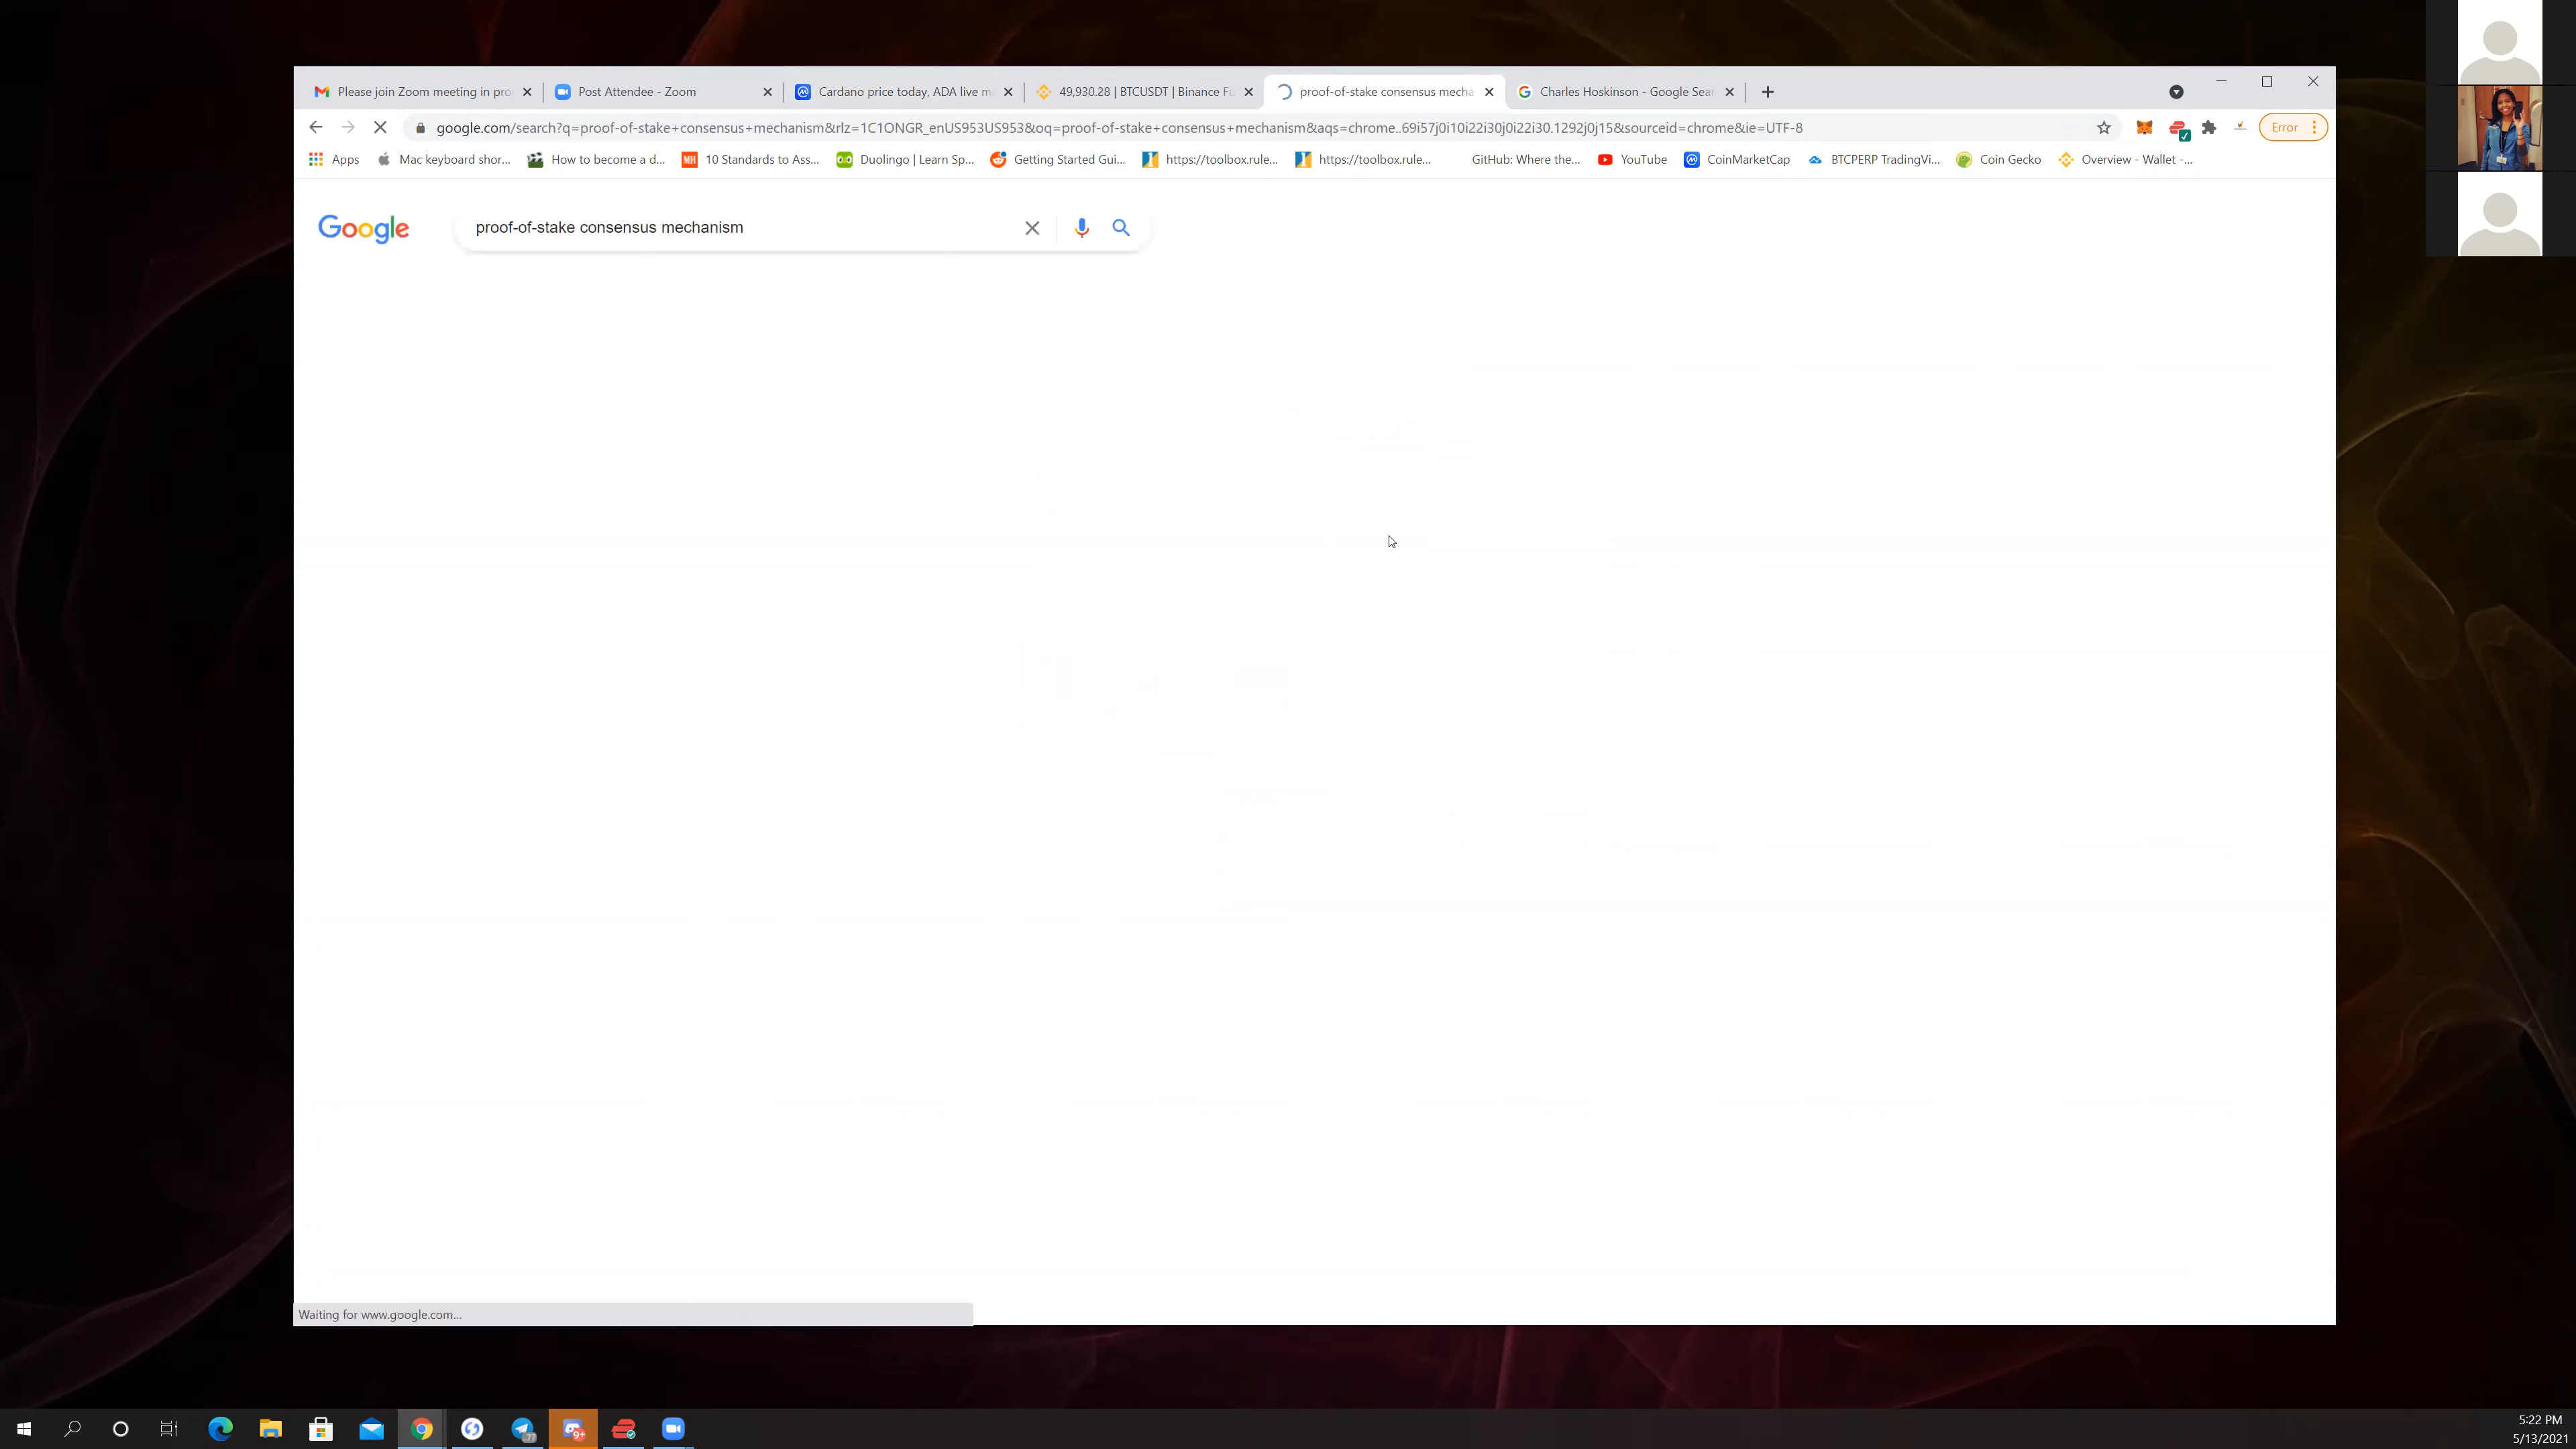 Please join Zoom meeting in pro
Post Attendee - Zoom
Cardano price today, ADA live m
49,930.28 | BTCUSDT | Binance Fu
proof-of-stake consensus mecha
Charles Hoskinson - Google Sear
google.com/search?q=proof-of-stake+consensus+mechanism&rlz=1C1ONGR_enUS953US953&oq=proof-of-stake+consensus+mechanism&aqs=chrome..69i57j0i10i22i30j0i22i30.1292j0j15&sourceid=chrome&ie=UTF-8
Error
Apps
Mac keyboard shor...
How to become a d...
MH
10 Standards to Ass...
Duolingo | Learn Sp...
Getting Started Gui...
https://toolbox.rule...
https://toolbox.rule...
GitHub: Where the...
YouTube
CoinMarketCap
BTCPERP TradingVi...
Coin Gecko
Overview - Wallet -...
Google
proof-of-stake consensus mechanism
Waiting for www.google.com...
77
9+
5:22 PM
5/13/2021